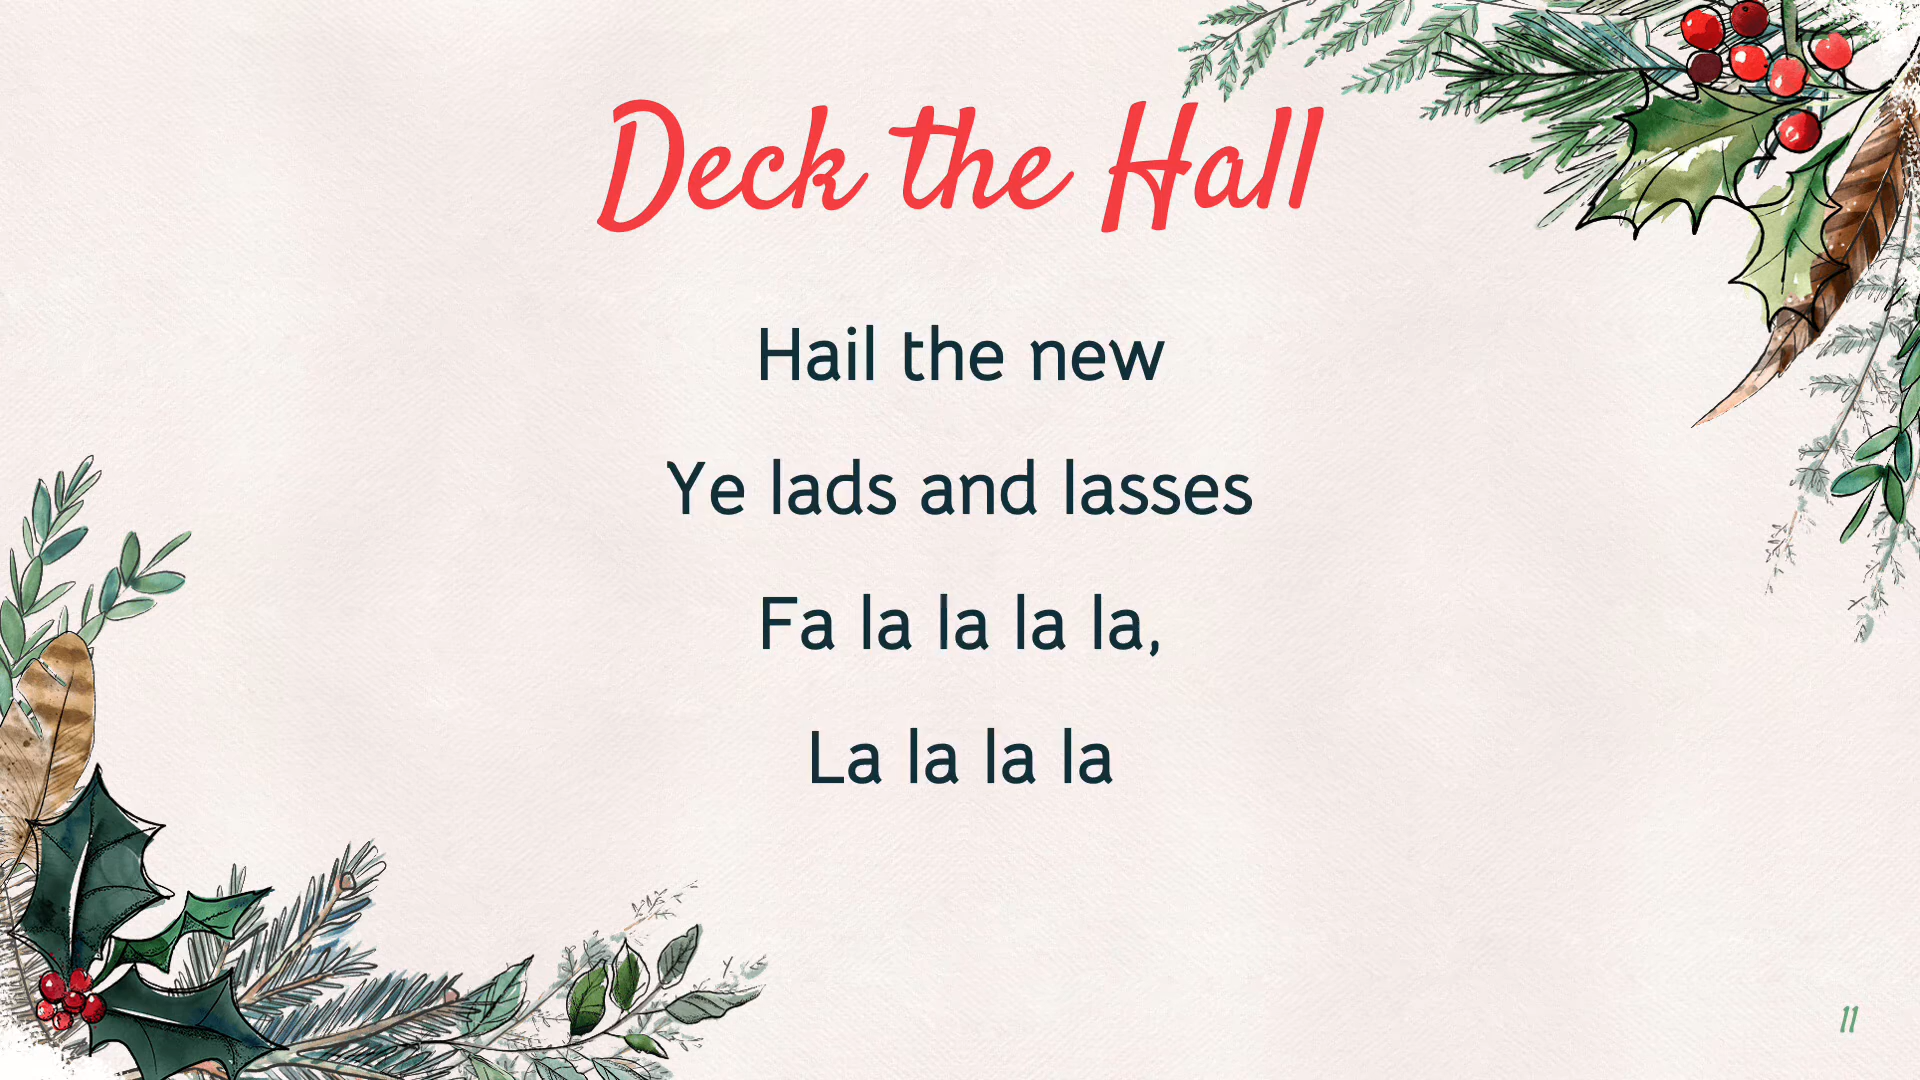 Deck the Hall
Hail the new
Ye lads and lasses
Fa la la la la,
La la la la
11